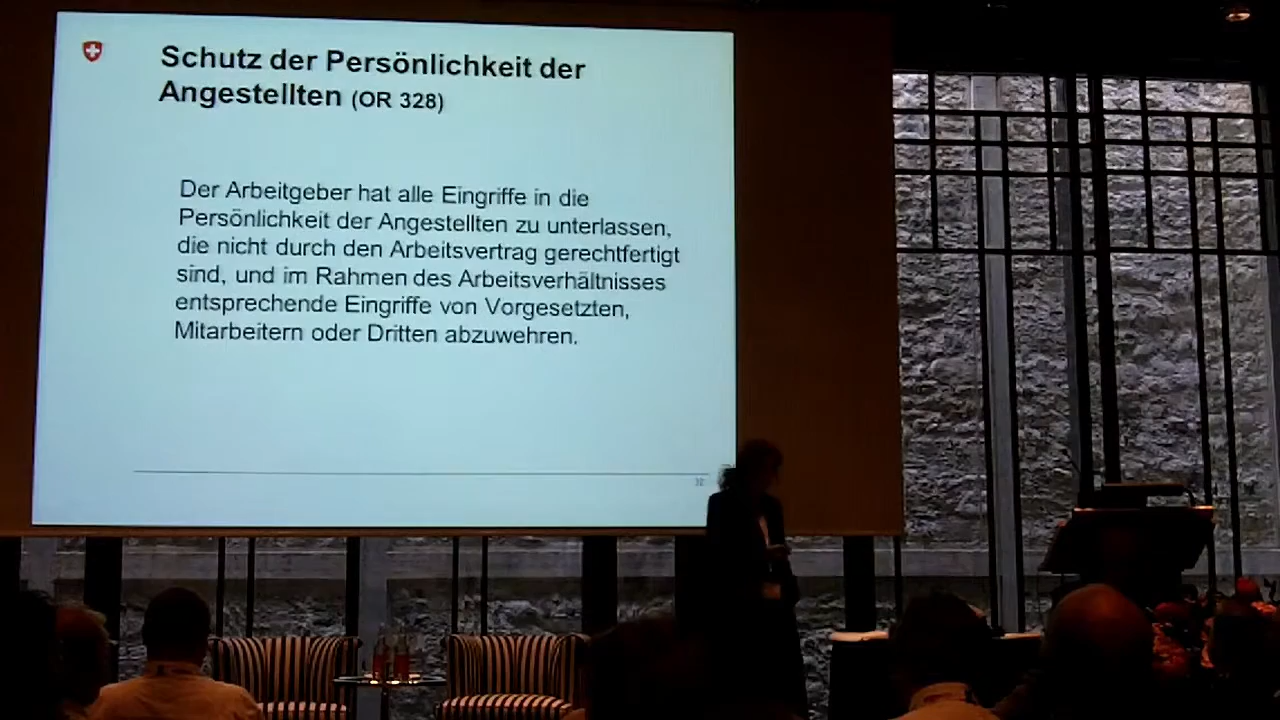 Schutz der Persönlichkeit der
Angestellten (OR 328)
Der Arbeitgeber hat alle Eingriffe in die
Persönlichkeit der Angestellten zu unterlassen,
die nicht durch den Arbeitsvertrag gerechtfertigt
sind, und im Rahmen des Arbeitsverhältnisses
entsprechende Eingriffe von Vorgesetzten,
Mitarbeitern oder Dritten abzuwehren.